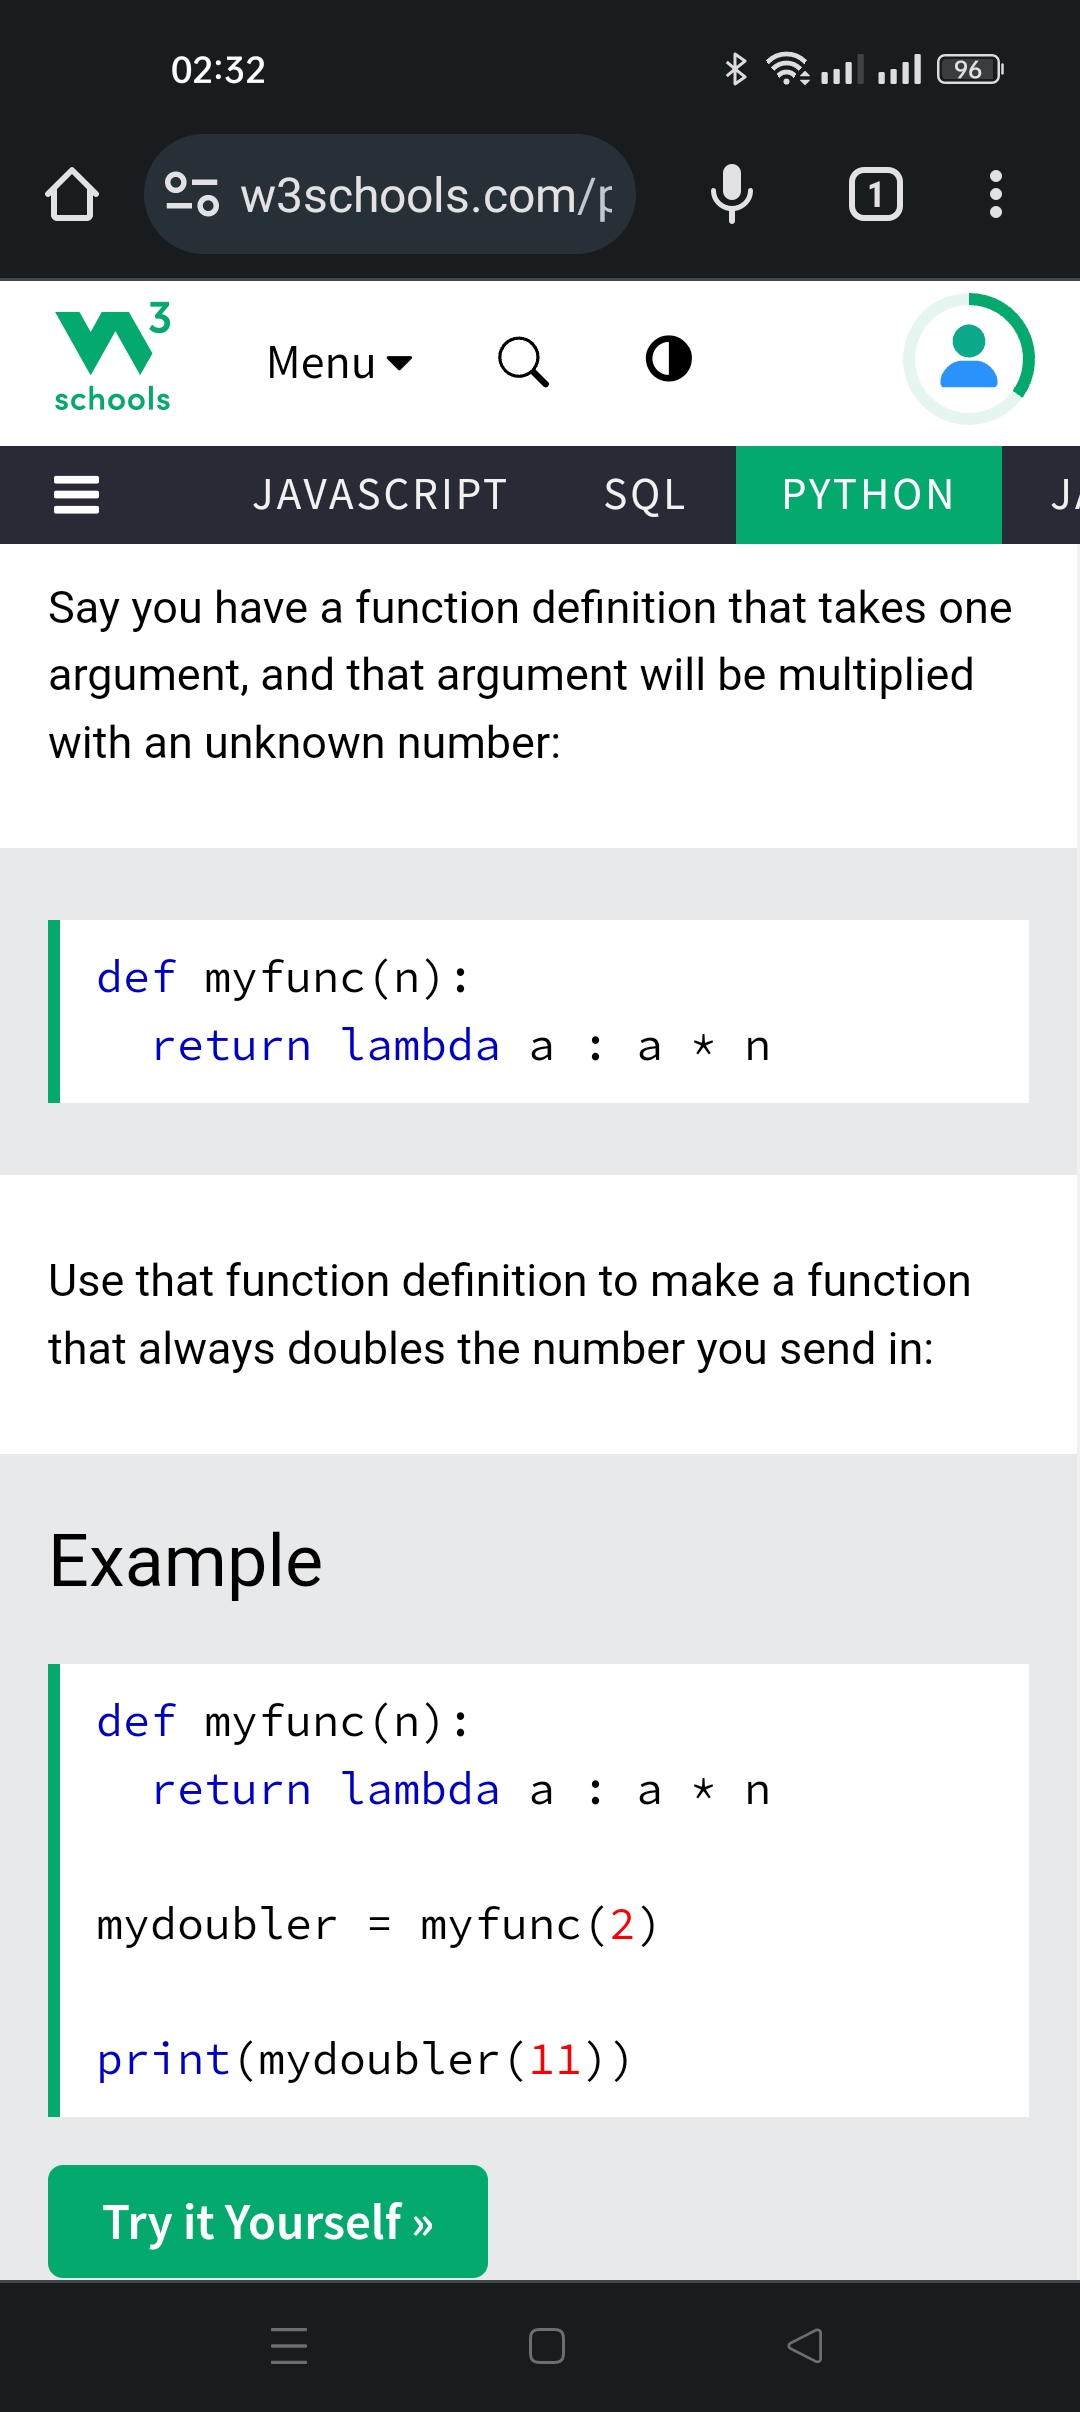 02:32
96
w3schools.com/p
1
W3
schools
Menu
JAVASCRIPT SQL PYTHON JA
Say you have a function definition that takes one
argument, and that argument will be multiplied
with an unknown number:
def myfunc(n):
  return lambda a : a * n
Use that function definition to make a function
that always doubles the number you send in:
Example
def myfunc(n):
  return lambda a : a * n
mydoubler = myfunc(2)
print(mydoubler(11))
Try it Yourself »